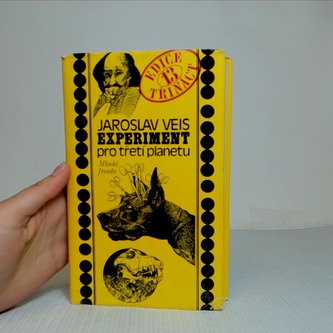 EDICE
13
TŘINÁCT
JAROSLAV VEIS
EXPERIMENT
pro třetí planetu
Mladá
fronta